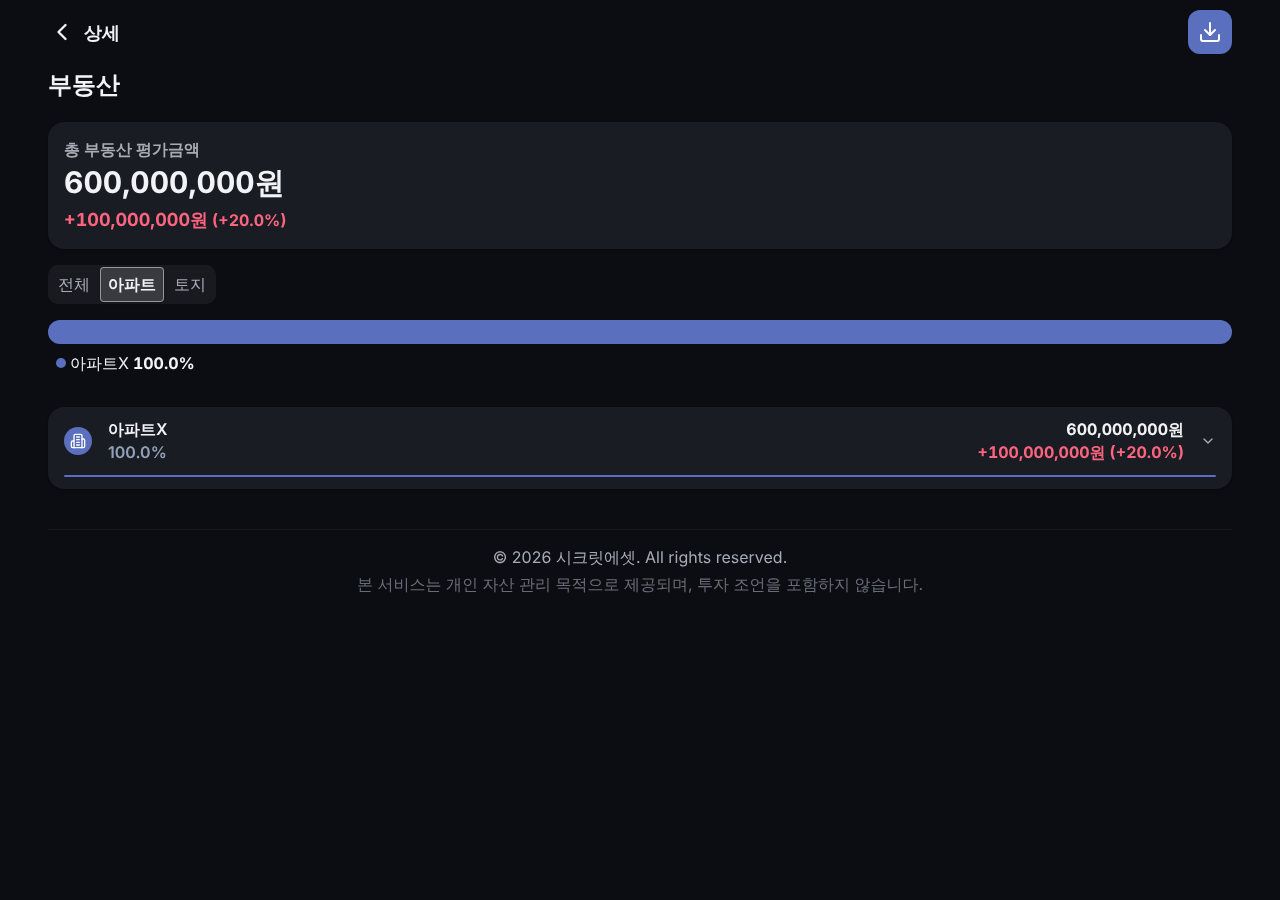 상세
부동산
총 부동산 평가금액
600,000,000원
+100,000,000원 (+20.0%)
전체 아파트 토지
아파트X 100.0%
아파트X 600,000,000원
100.0% +100,000,000원 (+20.0%)
© 2026 시크릿에셋. All rights reserved.
본 서비스는 개인 자산 관리 목적으로 제공되며, 투자 조언을 포함하지 않습니다.